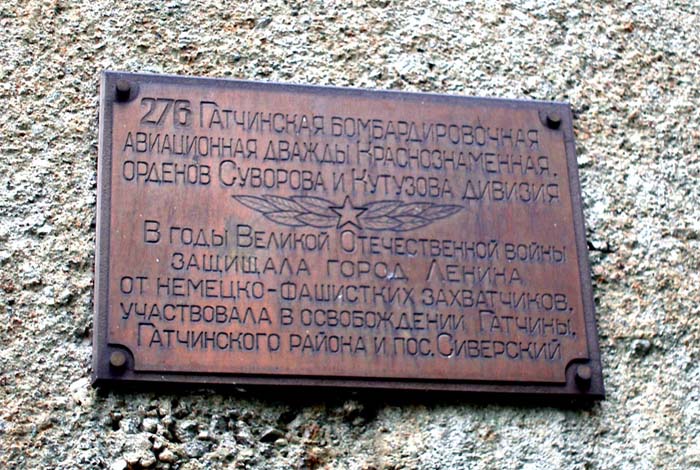 276 Гатчинская бомбардировочная
авиационная дважды Краснознаменная,
орденов Суворова и Кутузова дивизия
В годы Великой Отечественной войны
защищала город Ленина
от немецко-фашистких захватчиков,
участвовала в освобождении Гатчины,
Гатчинского района и пос. Сиверский